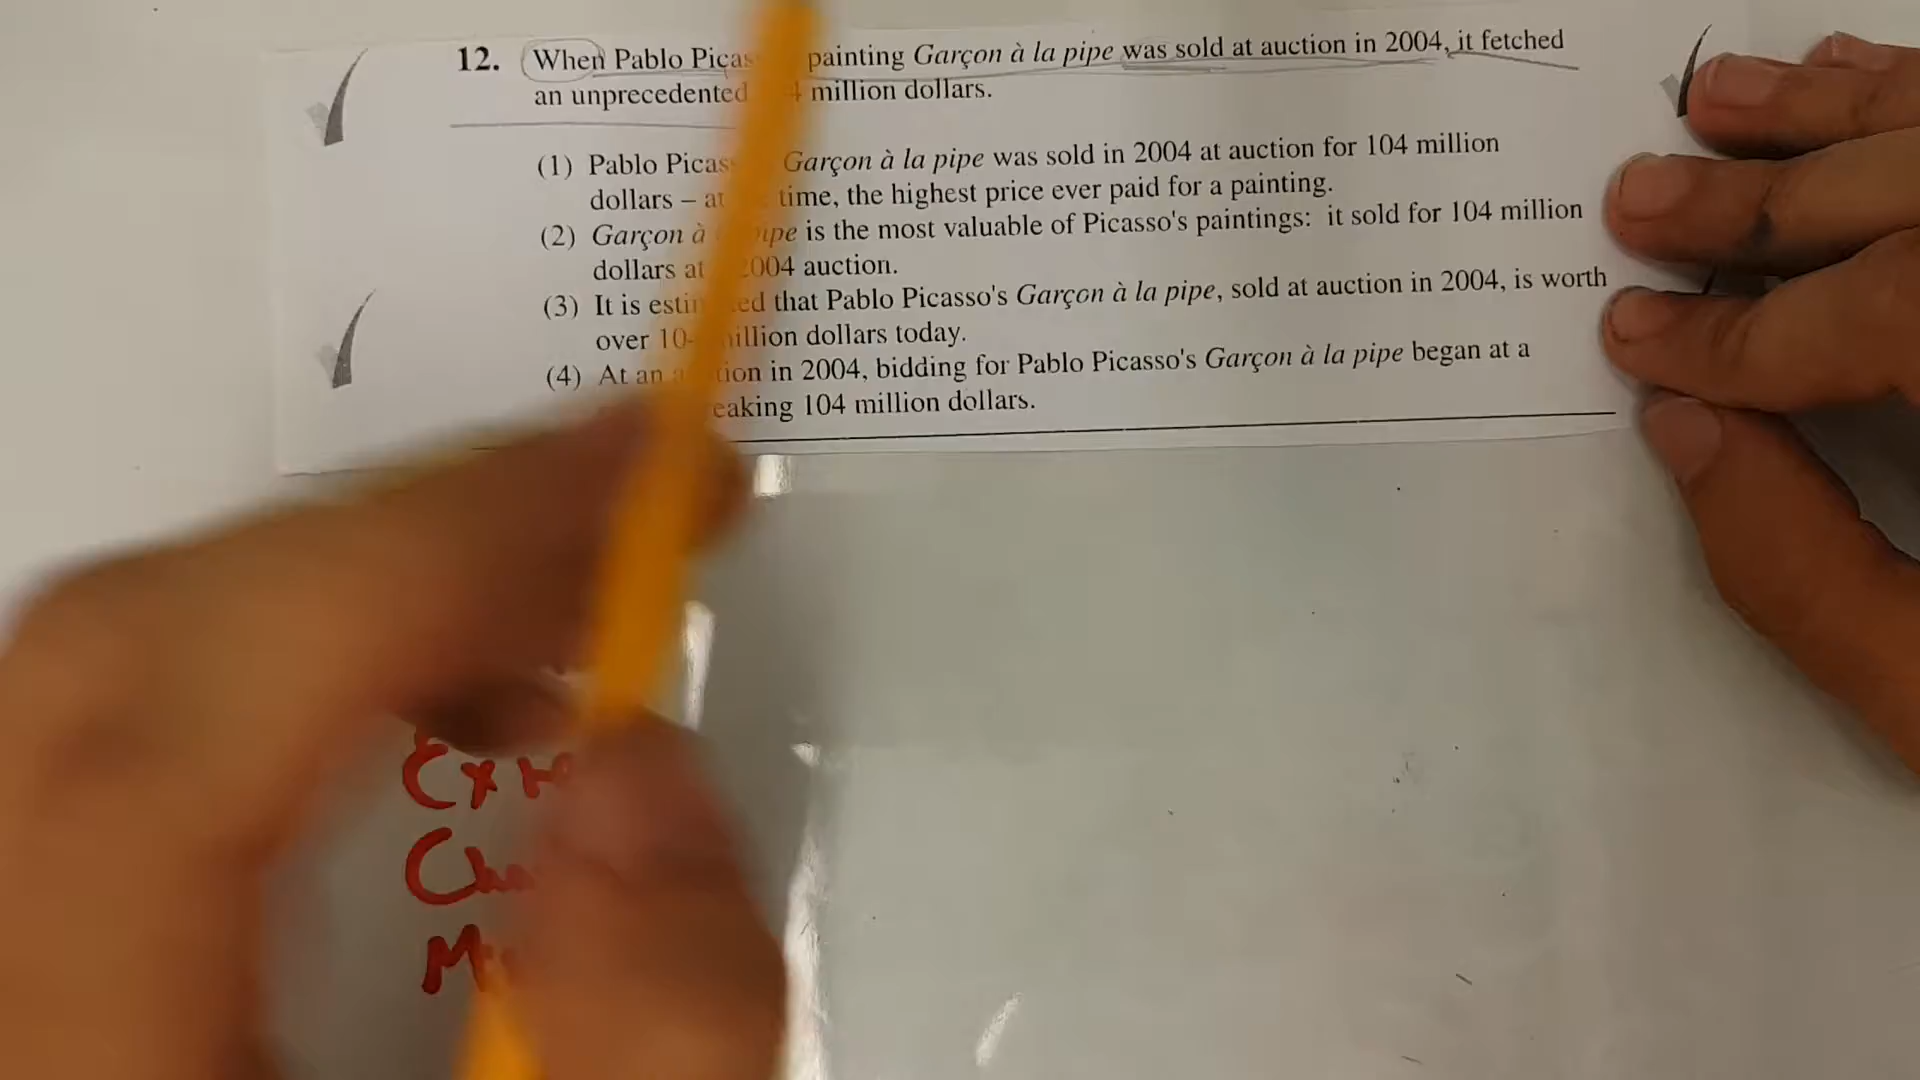 12. When Pablo painting Garçon à la pipe was sold at auction in 2004, it fetched
an unprecedented million dollars.
(1) Pablo Garçon à la pipe was sold in 2004 at auction for 104 million
dollars – at time, the highest price ever paid for a painting.
(2) Garçon à pipe is the most valuable of Picasso's paintings: it sold for 104 million
dollars at 2004 auction.
(3) It is that Pablo Picasso's Garçon à la pipe, sold at auction in 2004, is worth
over million dollars today.
(4) At an in 2004, bidding for Pablo Picasso's Garçon à la pipe began at a
104 million dollars.